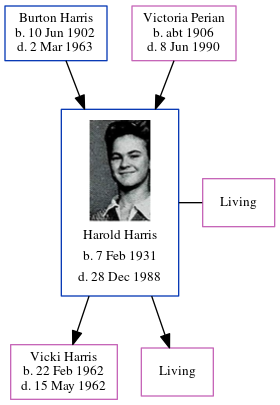 Burton Harris
b. 10 Jun 1902
d. 2 Mar 1963
Victoria Perian
b. abt 1906
d. 8 Jun 1990
Harold Harris
b. 7 Feb 1931
d. 28 Dec 1988
Living
Vicki Harris
b. 22 Feb 1962
d. 15 May 1962
Living